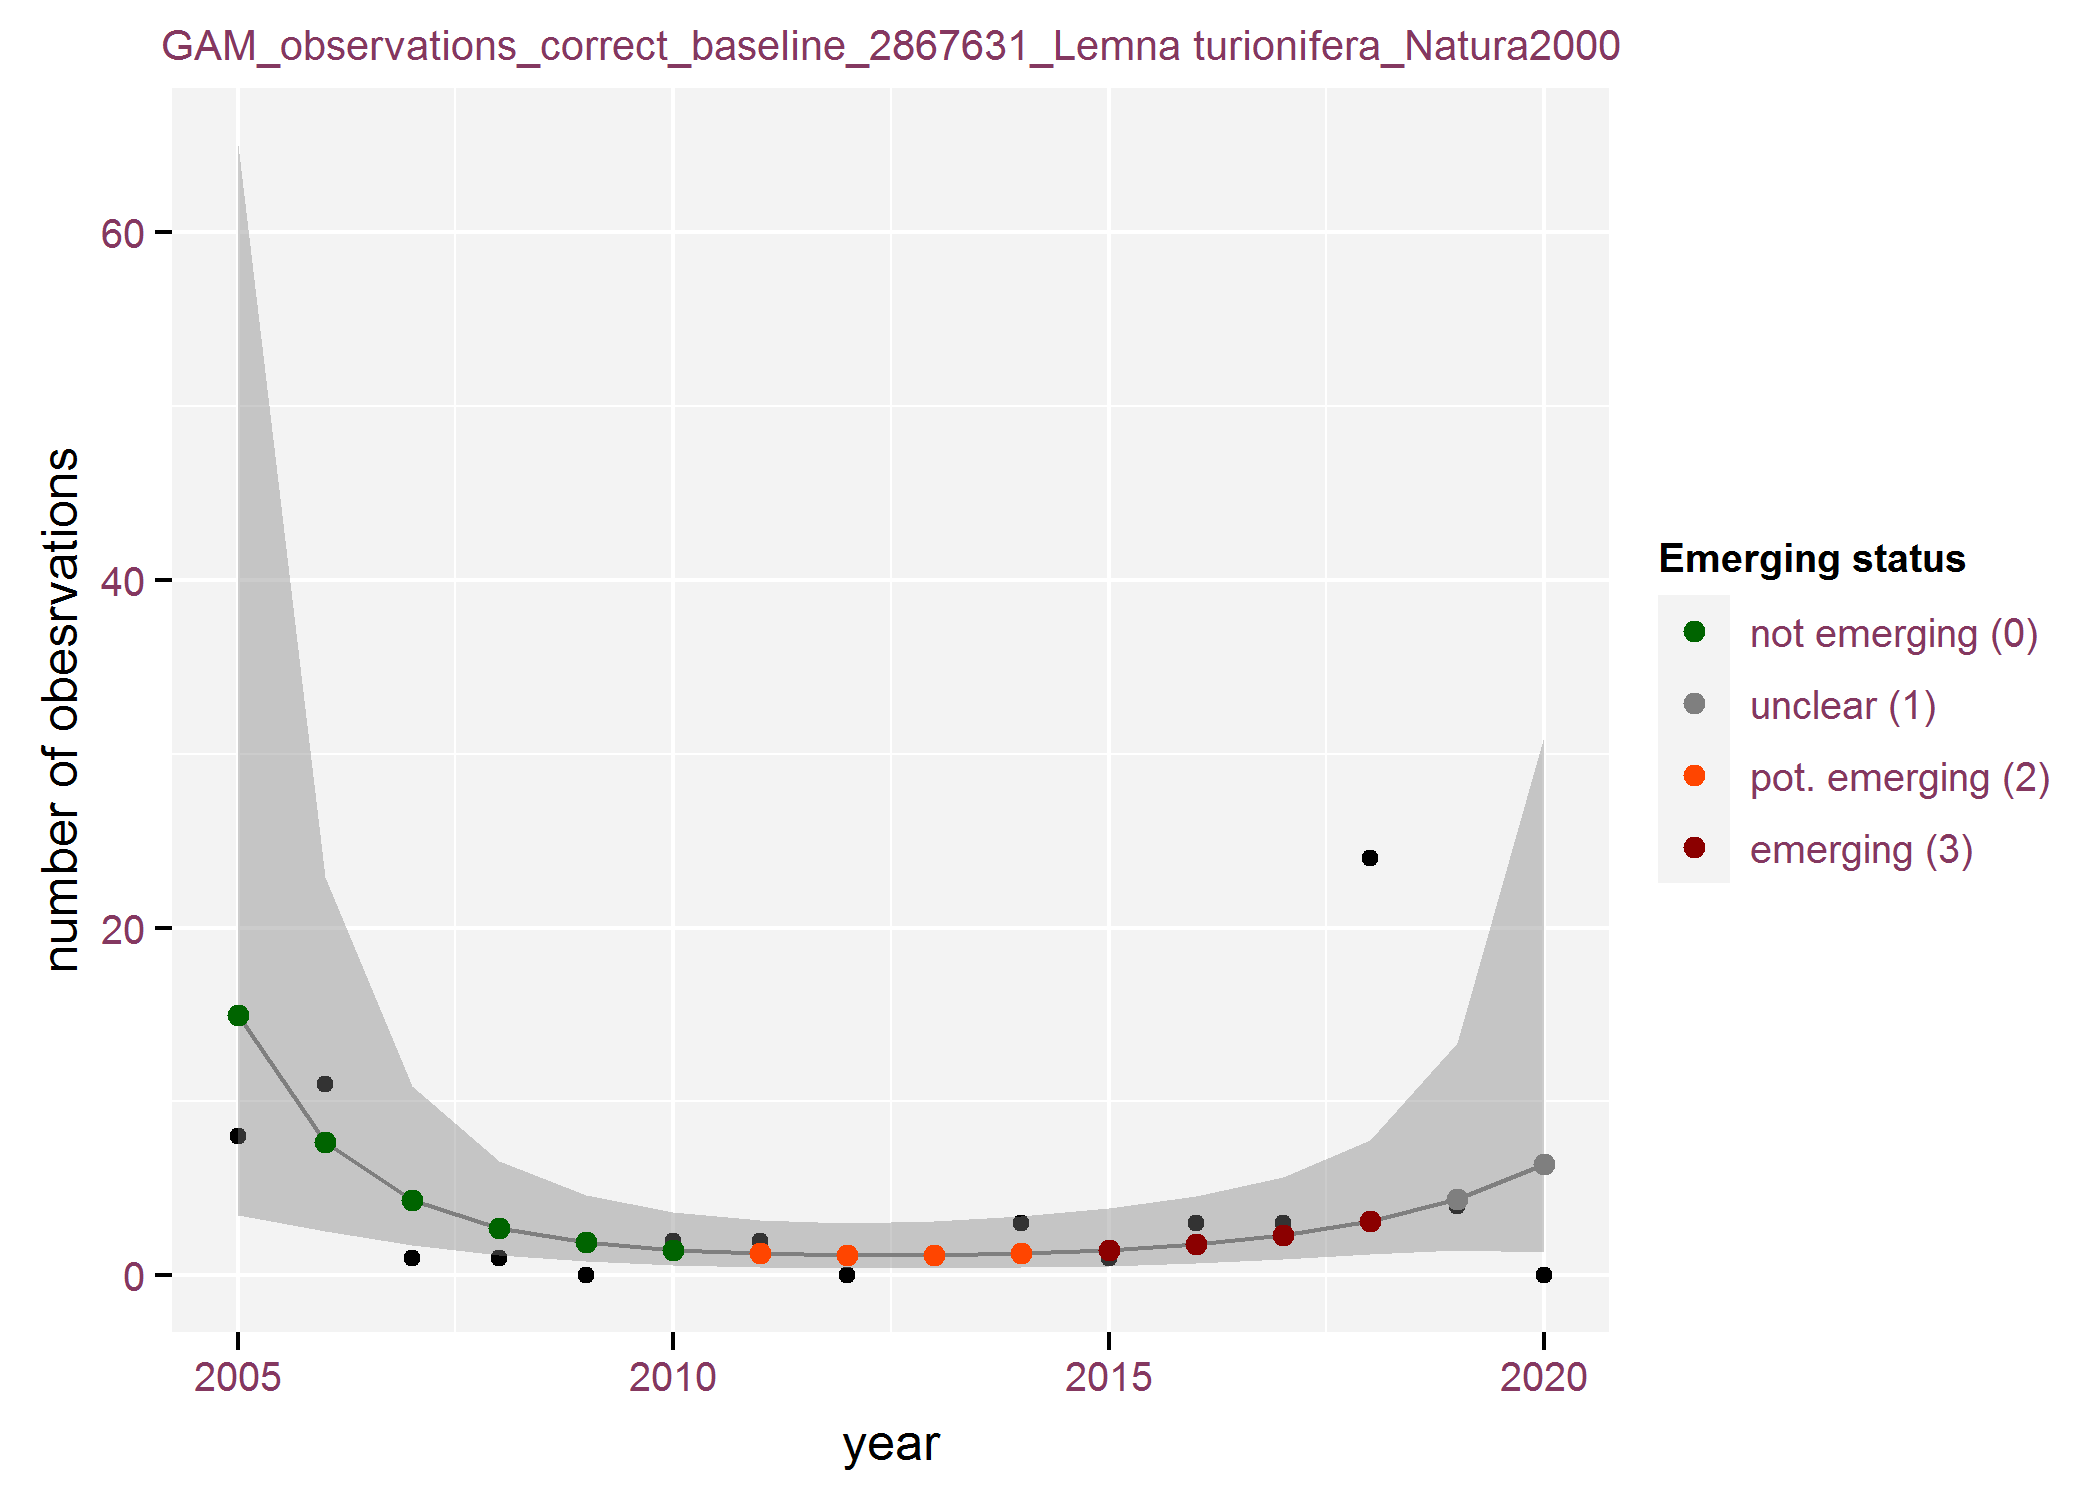 GAM_observations_correct_baseline_2867631_Lemna turionifera_Natura2000
number of obesrvations
60
40
20
0
2005
2010
2015
2020
year
Emerging status
not emerging (0)
unclear (1)
pot. emerging (2)
emerging (3)